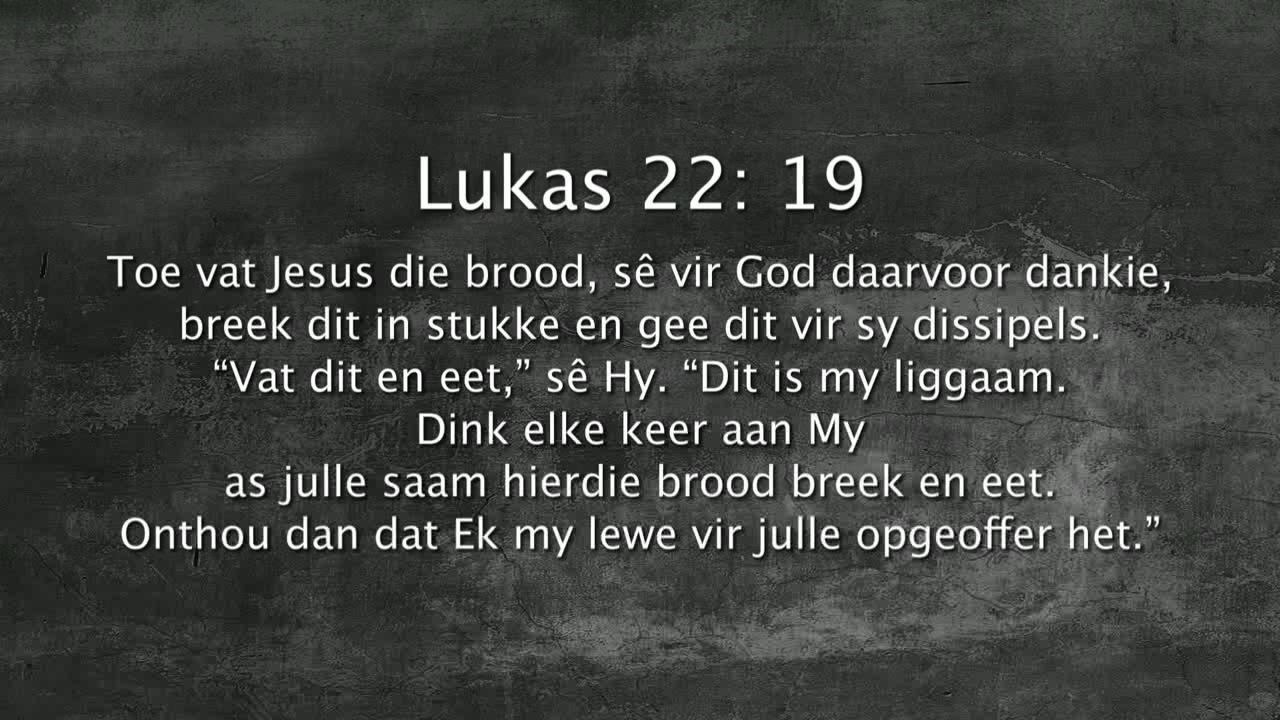 Lukas 22: 19
Toe vat Jesus die brood, sê vir God daarvoor dankie,
breek dit in stukke en gee dit vir sy dissipels.
“Vat dit en eet,” sê Hy. “Dit is my liggaam.
Dink elke keer aan My
as julle saam hierdie brood breek en eet.
Onthou dan dat Ek my lewe vir julle opgeoffer het.”